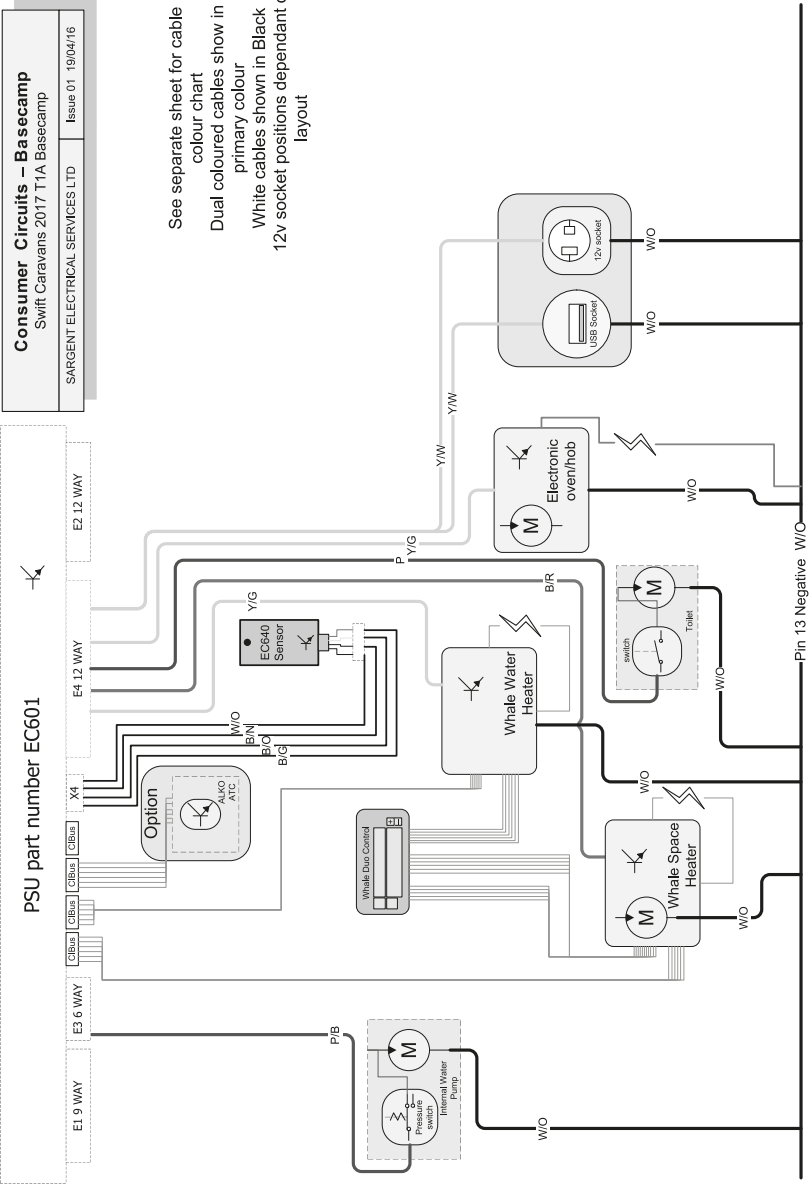 Consumer Circuits – Basecamp
Swift Caravans 2017 T1A Basecamp
SARGENT ELECTRICAL SERVICES LTD
Issue 01 19/04/16
See separate sheet for cable
colour chart
Dual coloured cables show in
primary colour
White cables shown in Black
12v socket positions dependant
layout
PSU part number EC601
E1 9 WAY
E3 6 WAY
CIBus
CIBus
CIBus
CIBus
X4
E4 12 WAY
E2 12 WAY
Option
ALKO
ATC
W/O
B/N
B/O
B/G
EC640
Sensor
Y/G
B/R
P
Y/G
Y/W
Y/W
P/B
Pressure
switch
M
Internal Water
Pump
W/O
Whale Duo Control
Whale Water
Heater
W/O
M
Whale Space
Heater
W/O
switch
M
Toilet
W/O
M
Electronic
oven/hob
W/O
USB Socket
W/O
12v socket
W/O
Pin 13 Negative W/O